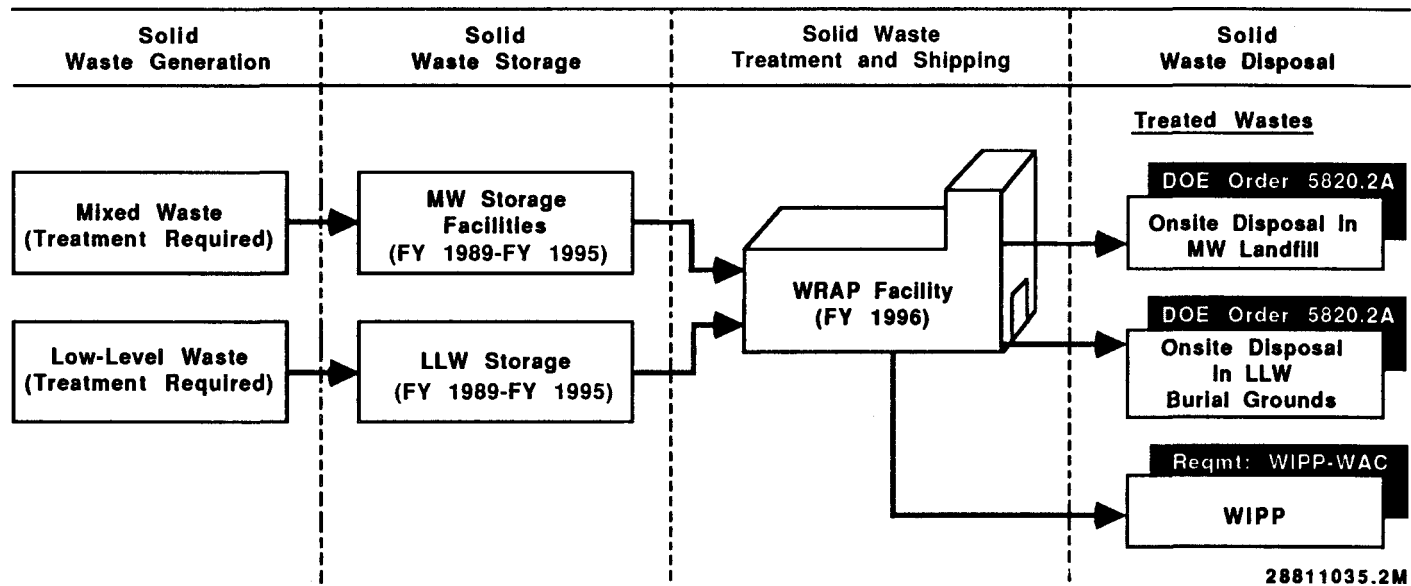 Solid
Waste Generation
Solid
Waste Storage
Solid Waste
Treatment and Shipping
Solid
Waste Disposal
Treated Wastes
Mixed Waste
(Treatment Required)
MW Storage
Facilities
(FY 1989-FY 1995)
WRAP Facility
(FY 1996)
DOE Order 5820.2A
Onsite Disposal In
MW Landfill
Low-Level Waste
(Treatment Required)
LLW Storage
(FY 1989-FY 1995)
DOE Order 5820.2A
Onsite Disposal
In LLW
Burial Grounds
Reqmt: WIPP-WAC
WIPP
28811035.2M